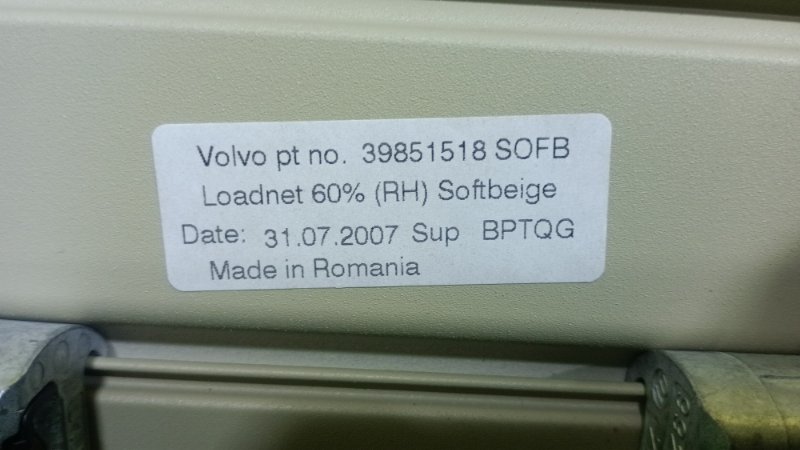 Volvo pt no. 39851518 SOFB
Loadnet 60% (RH) Softbeige
Date: 31.07.2007 Sup BPTQG
Made in Romania